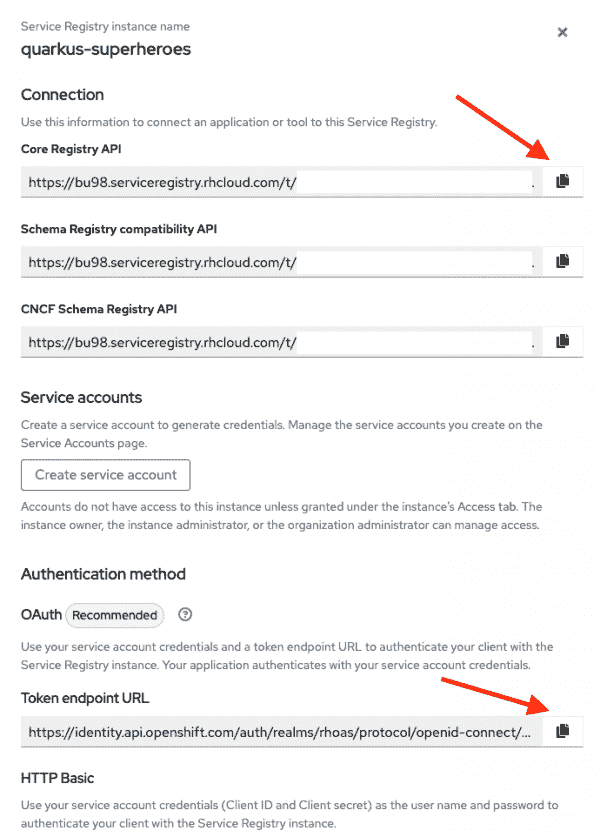 Service Registry instance name
quarkus-superheroes
Connection
Use this information to connect an application or tool to this Service Registry.
Core Registry API
https://bu98.serviceregistry.rhcloud.com/t/ .
Schema Registry compatibility API
https://bu98.serviceregistry.rhcloud.com/t/ .
CNCF Schema Registry API
https://bu98.serviceregistry.rhcloud.com/t/ .
Service accounts
Create a service account to generate credentials. Manage the service accounts you create on the
Service Accounts page.
Create service account
Accounts do not have access to this instance unless granted under the instance's Access tab. The
instance owner, the instance administrator, or the organization administrator can manage access.
Authentication method
OAuth Recommended ?
Use your service account credentials and a token endpoint URL to authenticate your client with the
Service Registry instance. Your application authenticates with your service account credentials.
Token endpoint URL
https://identity.api.openshift.com/auth/realms/rhoas/protocol/openid-connect/...
HTTP Basic
Use your service account credentials (Client ID and Client secret) as the user name and password to
authenticate your client with the Service Registry instance.